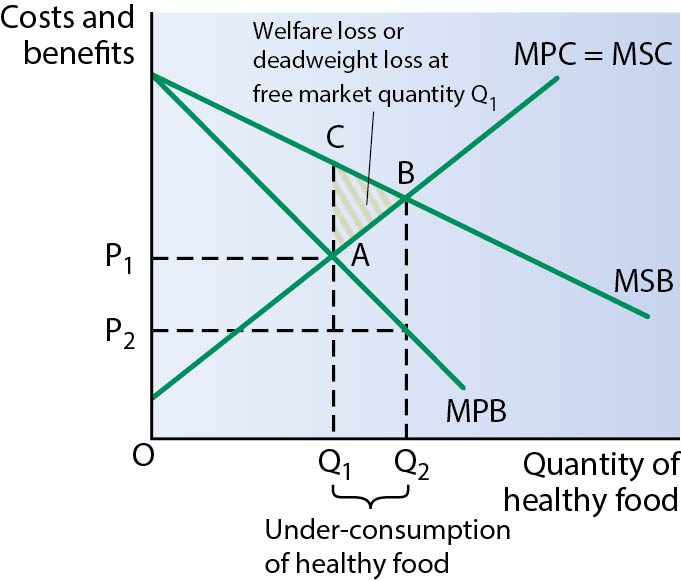 Costs and
benefits
Welfare loss or
deadweight loss at
free market quantity Q₁
MPC = MSC
C
B
P₁
A
MSB
P₂
MPB
O
Q₁
Q₂
Quantity of
healthy food
Under-consumption
of healthy food